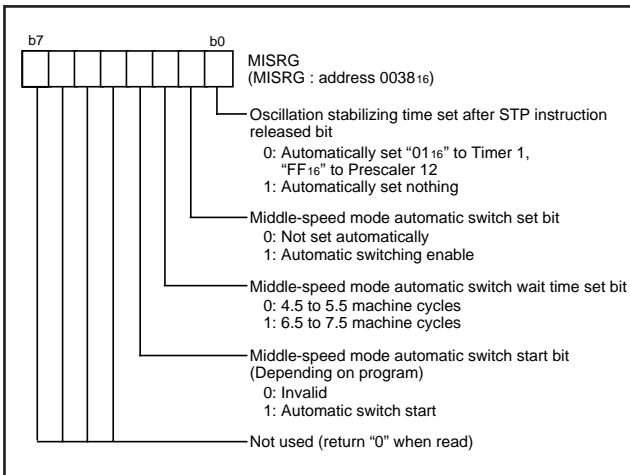 b7 b0
MISRG
(MISRG : address 003816)
Oscillation stabilizing time set after STP instruction
released bit
0: Automatically set “0116” to Timer 1,
“FF16” to Prescaler 12
1: Automatically set nothing
Middle-speed mode automatic switch set bit
0: Not set automatically
1: Automatic switching enable
Middle-speed mode automatic switch wait time set bit
0: 4.5 to 5.5 machine cycles
1: 6.5 to 7.5 machine cycles
Middle-speed mode automatic switch start bit
(Depending on program)
0: Invalid
1: Automatic switch start
Not used (return “0” when read)